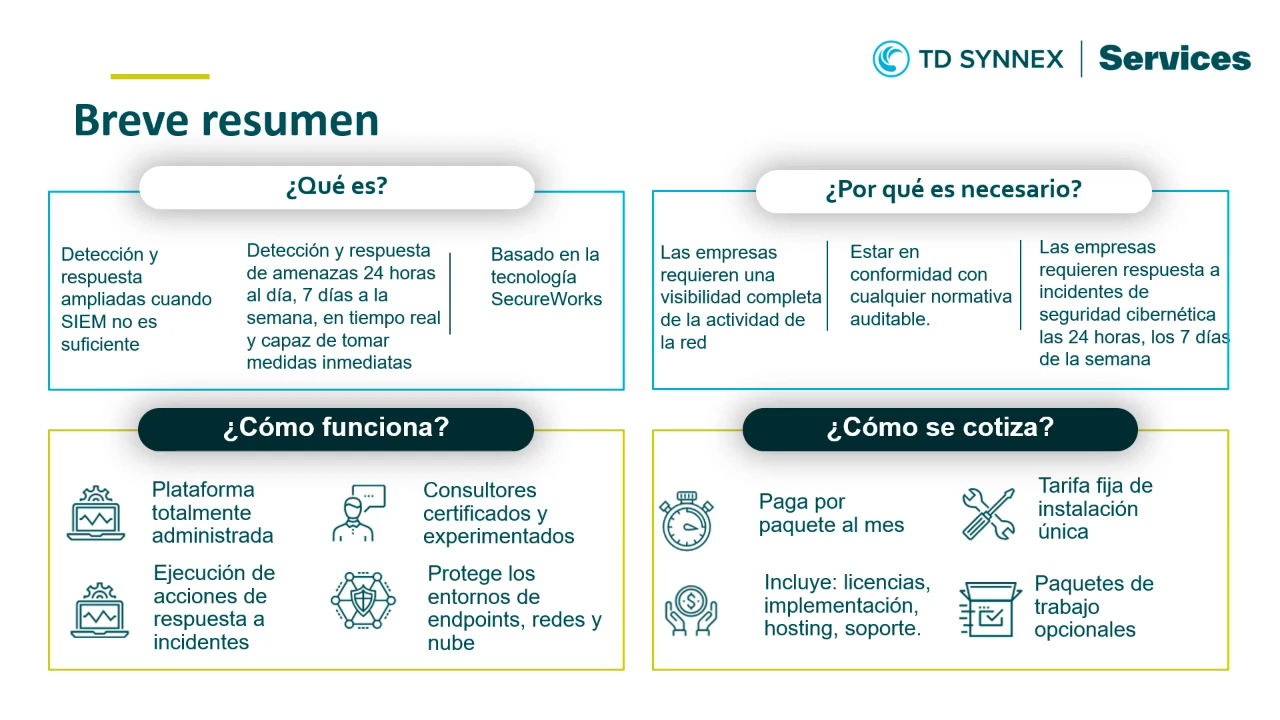 TD SYNNEX | Services
Breve resumen
¿Qué es?
Detección y
respuesta
ampliadas cuando
SIEM no es
suficiente
Detección y respuesta
de amenazas 24 horas
al día, 7 días a la
semana, en tiempo real
y capaz de tomar
medidas inmediatas
Basado en la
tecnología
SecureWorks
¿Por qué es necesario?
Las empresas
requieren una
visibilidad completa
de la actividad de
la red
Estar en
conformidad con
cualquier normativa
auditable.
Las empresas
requieren respuesta a
incidentes de
seguridad cibernética
las 24 horas, los 7 días
de la semana
¿Cómo funciona?
Plataforma
totalmente
administrada
Consultores
certificados y
experimentados
Ejecución de
acciones de
respuesta a
incidentes
Protege los
entornos de
endpoints, redes y
nube
¿Cómo se cotiza?
Paga por
paquete al mes
Tarifa fija de
instalación
única
Incluye: licencias,
implementación,
hosting, soporte.
Paquetes de
trabajo
opcionales